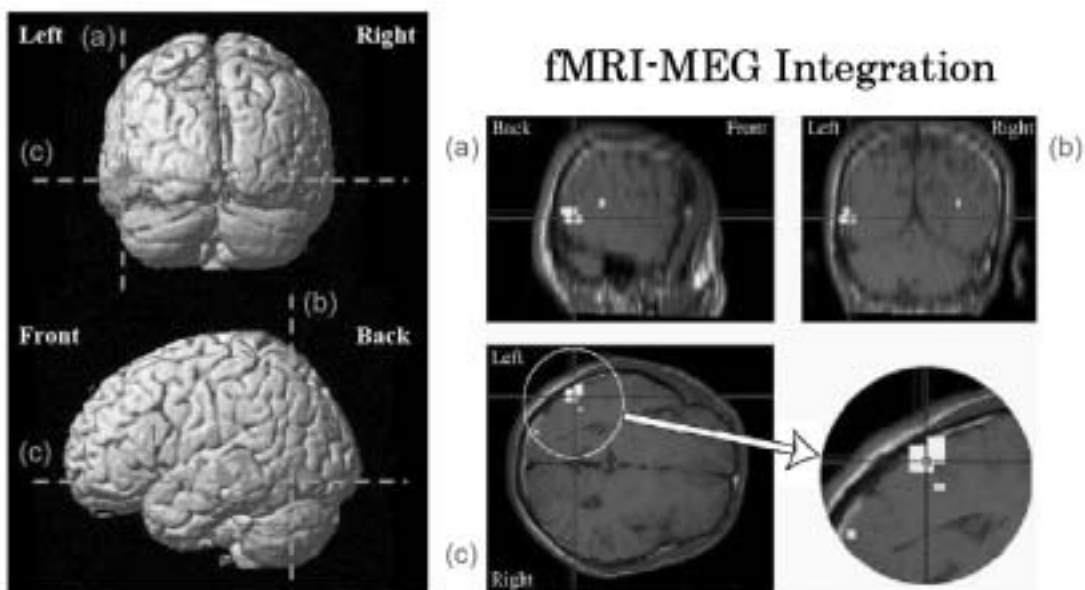 Left (a) Right
(c)
(b)
Front Back
(c)
fMRI-MEG Integration
(a) Back Front
Left Right (b)
Left
(c) Right